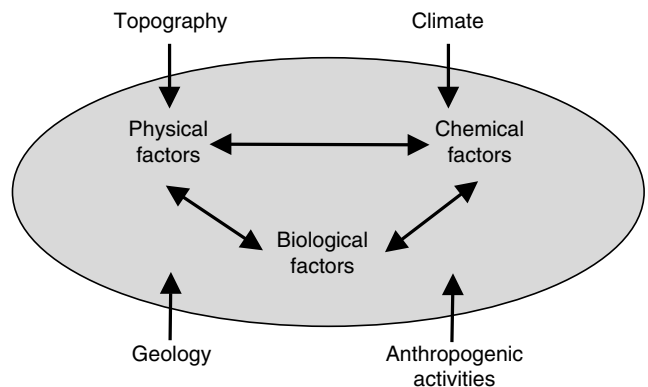 Topography
Climate
Physical
factors
Chemical
factors
Biological
factors
Geology
Anthropogenic
activities